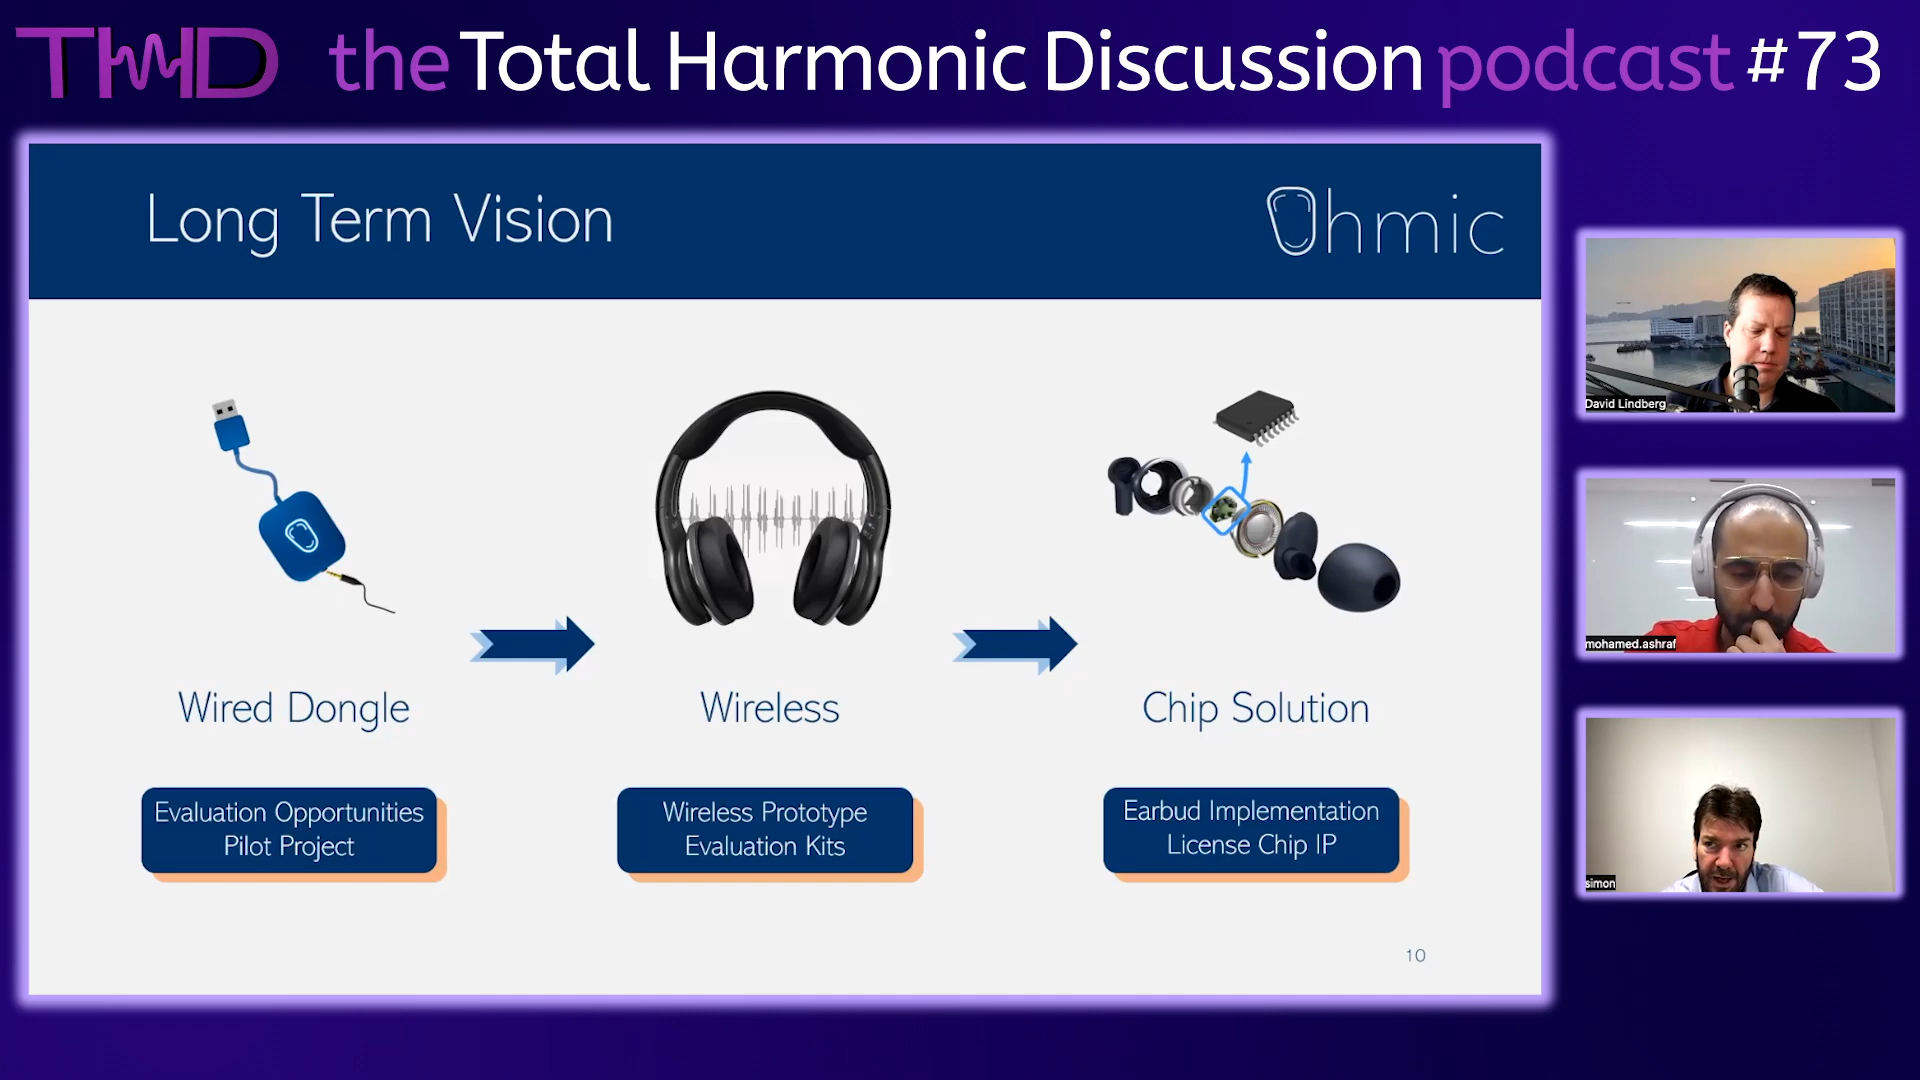 THD the Total Harmonic Discussion podcast #73
Long Term Vision
Ohmic
Wired Dongle
Wireless
Chip Solution
Evaluation Opportunities
Pilot Project
Wireless Prototype
Evaluation Kits
Earbud Implementation
License Chip IP
10
David Lindberg
mohamed.ashraf
simon